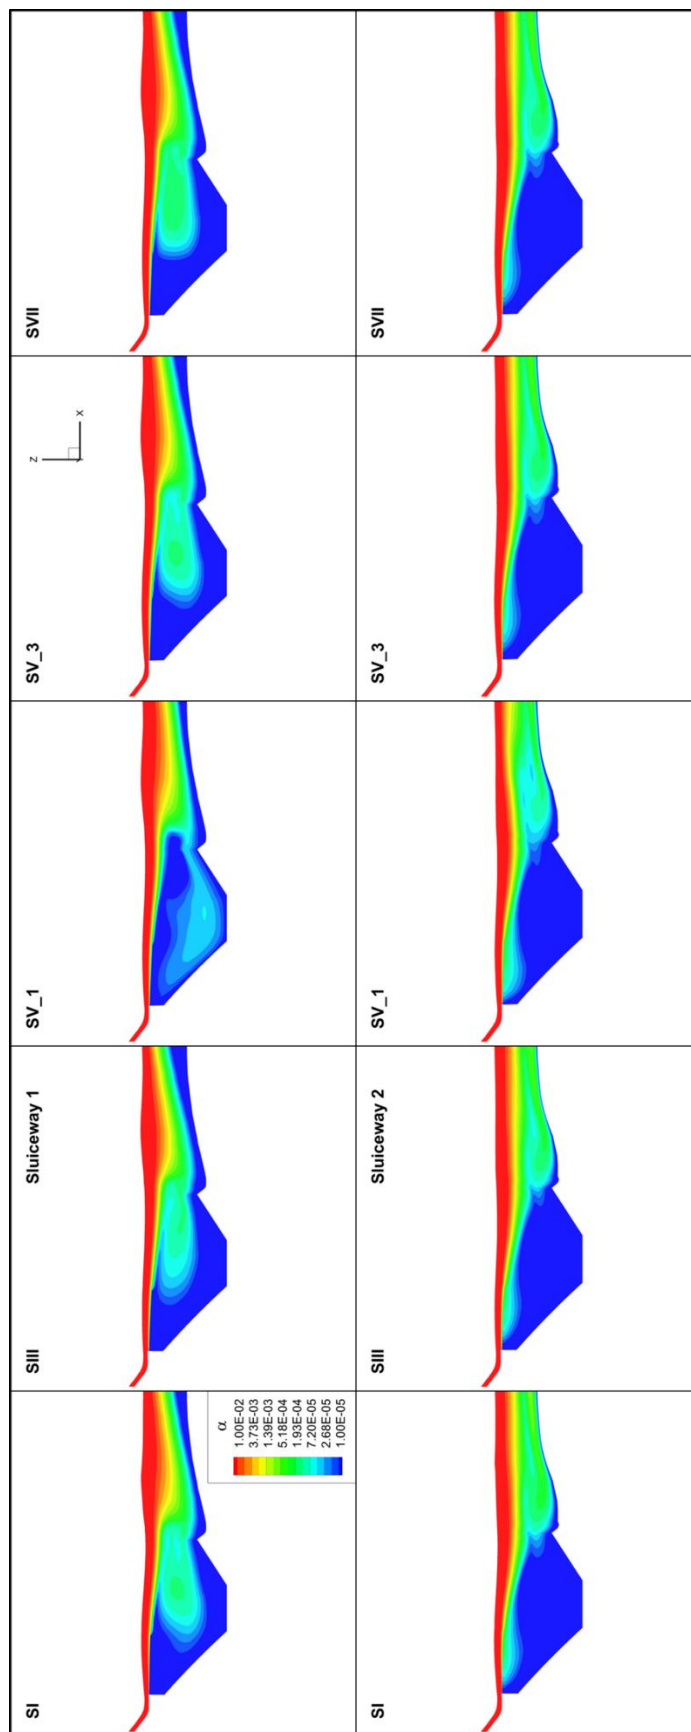 SI
SIII
Sluiceway 1
SV_1
SV_3
SVII
z
x
α
1.00E-02
3.73E-03
1.39E-03
5.18E-04
1.93E-04
7.20E-05
2.68E-05
1.00E-05
SI
SIII
Sluiceway 2
SV_1
SV_3
SVII